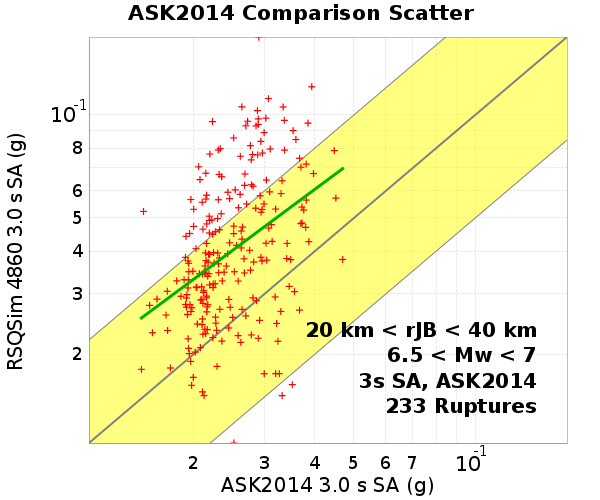 ASK2014 Comparison Scatter
RSQSim 4860 3.0 s SA (g)
10⁻¹
8
7
6
5
4
3
2
20 km < rJB < 40 km
6.5 < Mw < 7
3s SA, ASK2014
233 Ruptures
2 3 4 5 6 7 10⁻¹
ASK2014 3.0 s SA (g)